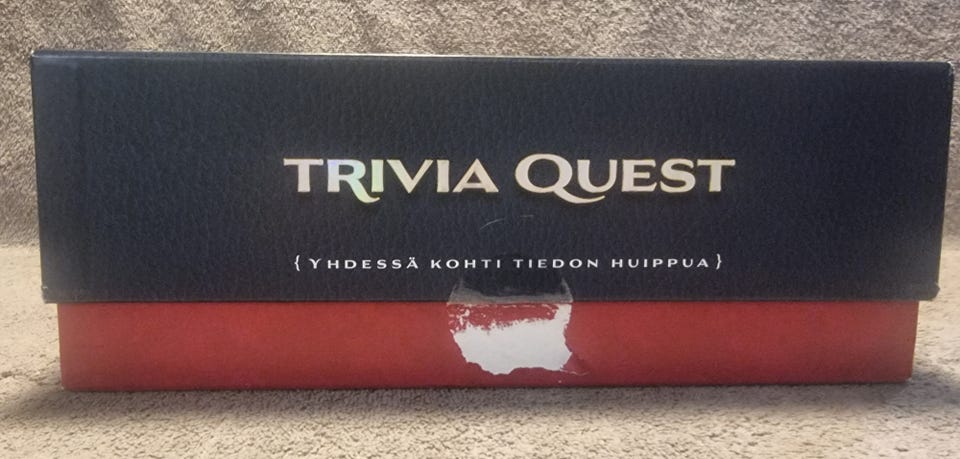 TRIVIA QUEST
{YHDESSÄ KOHTI TIEDON HUIPPUA}